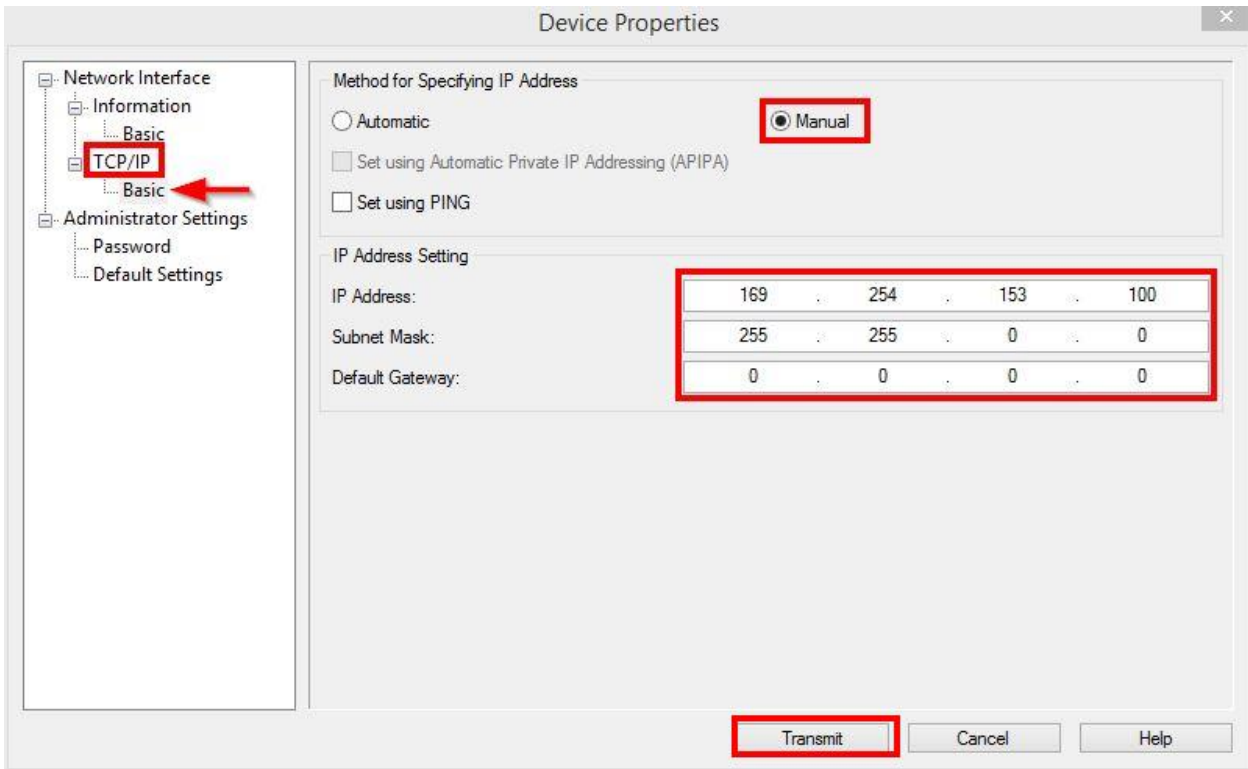 Device Properties
Network Interface
Information
Basic
TCP/IP
Basic
Administrator Settings
Password
Default Settings
Method for Specifying IP Address
Automatic
Manual
Set using Automatic Private IP Addressing (APIPA)
Set using PING
IP Address Setting
IP Address: 169 . 254 . 153 . 100
Subnet Mask: 255 . 255 . 0 . 0
Default Gateway: 0 . 0 . 0 . 0
Transmit Cancel Help